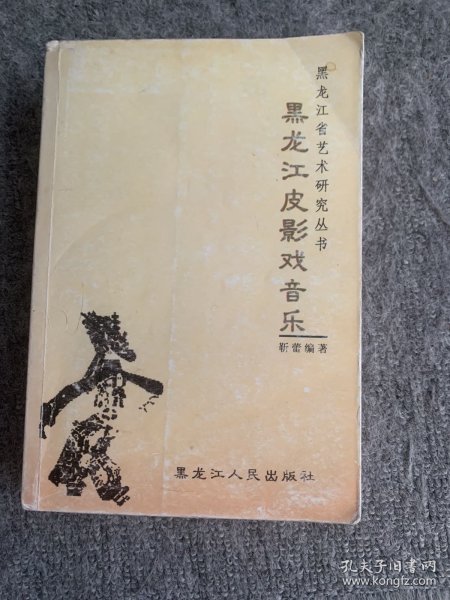 黑龙江省艺术研究丛书
黑龙江皮影戏音乐
靳蕾编著
黑龙江人民出版社
孔夫子旧书网
www.kongfz.com